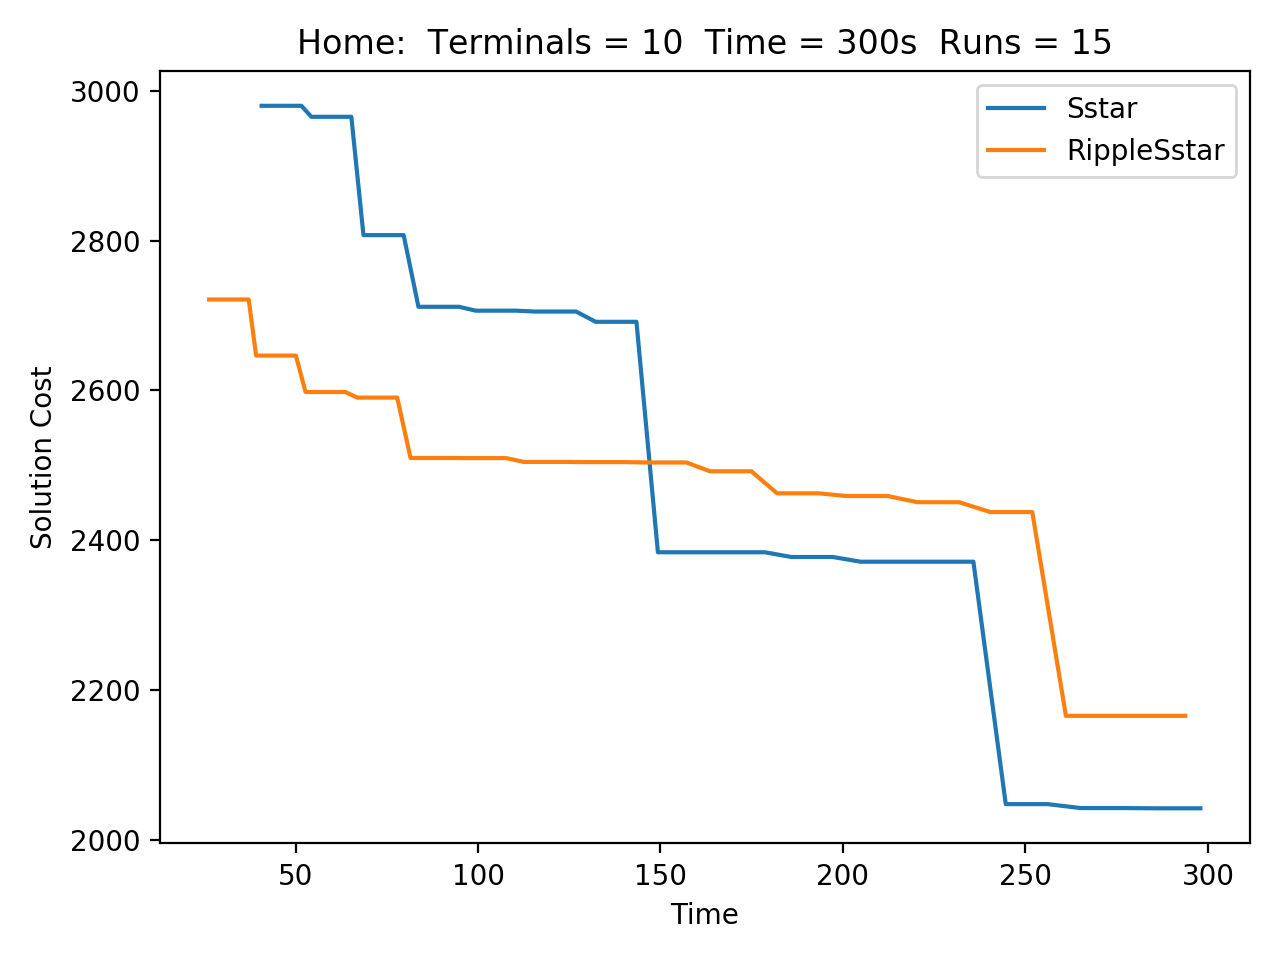 Home:  Terminals = 10  Time = 300s  Runs = 15
Sstar
RippleSstar
3000
2800
2600
2400
2200
2000
Solution Cost
50 100 150 200 250 300
Time